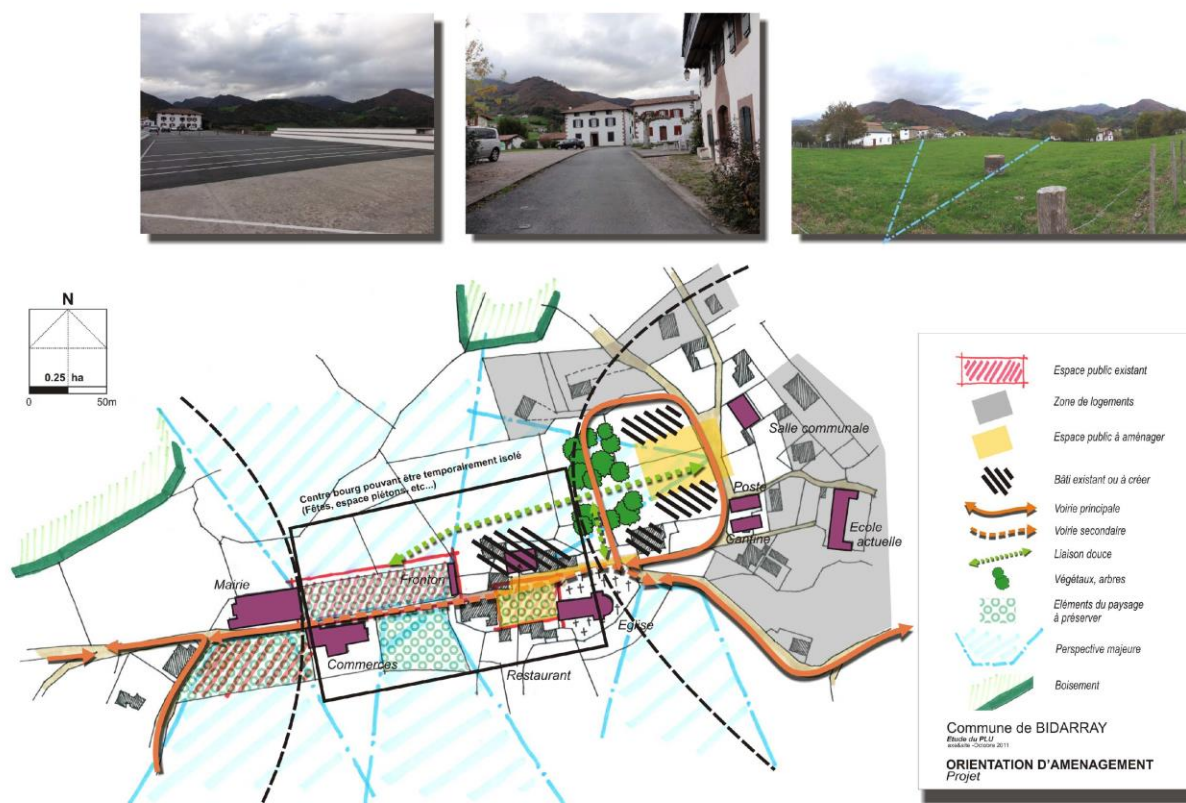 N
0.25 ha
0 50m
Centre bourg pouvant être temporairement isolé
(Fêtes, espace piétons, etc...)
Mairie
Fronton
Commerces
Restaurant
Eglise
Salle communale
Poste
Cantine
Ecole
actuelle
Espace public existant
Zone de logements
Espace public à aménager
Bâti existant ou à créer
Voirie principale
Voirie secondaire
Liaison douce
Végétaux, arbres
Eléments du paysage
à préserver
Perspective majeure
Boisement
Commune de BIDARRAY
Etude du PLU
ORIENTATION D'AMENAGEMENT
Projet